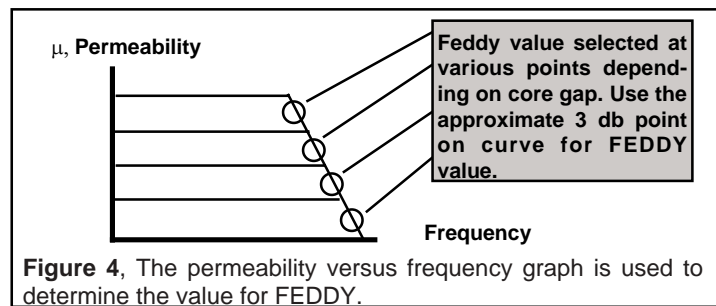 μ, Permeability
Feddy value selected at
various points depend-
ing on core gap. Use the
approximate 3 db point
on curve for FEDDY
value.
Frequency
Figure 4, The permeability versus frequency graph is used to
determine the value for FEDDY.